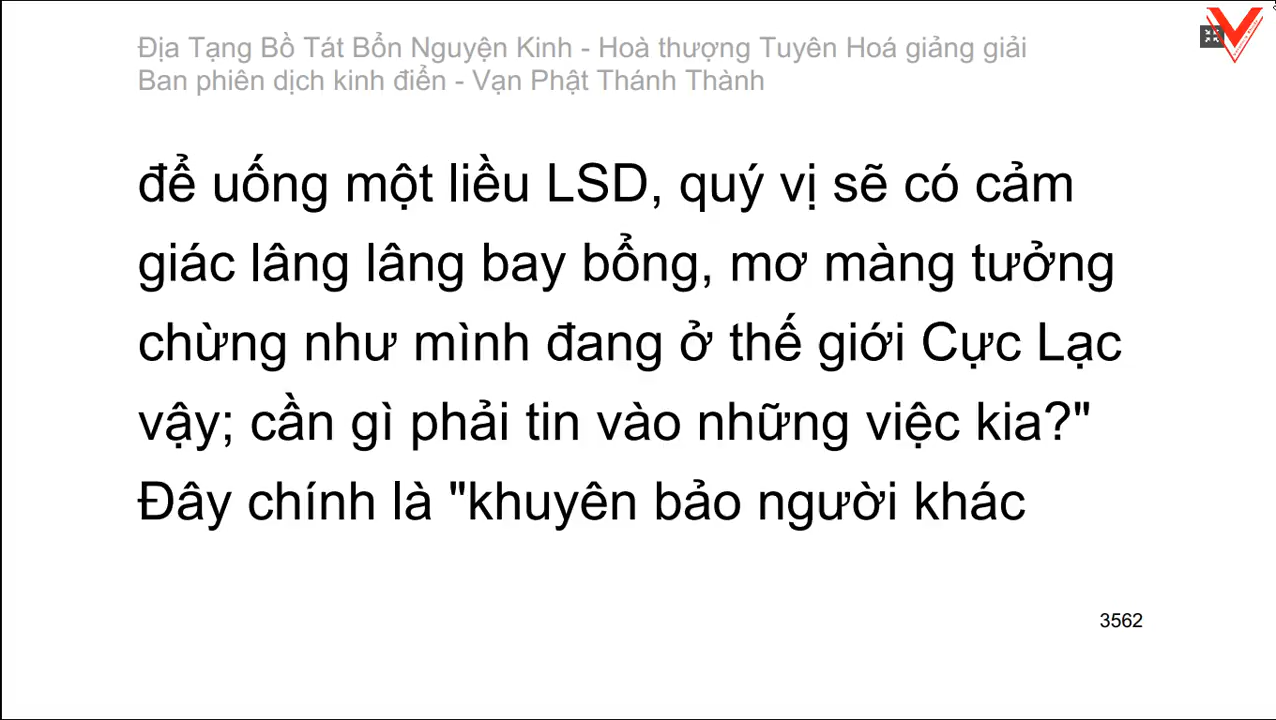 Địa Tạng Bồ Tát Bổn Nguyện Kinh - Hoà thượng Tuyên Hoá giảng giải
Ban phiên dịch kinh điển - Vạn Phật Thánh Thành
để uống một liều LSD, quý vị sẽ có cảm
giác lâng lâng bay bổng, mơ màng tưởng
chừng như mình đang ở thế giới Cực Lạc
vậy; cần gì phải tin vào những việc kia?"
Đây chính là "khuyên bảo người khác
3562